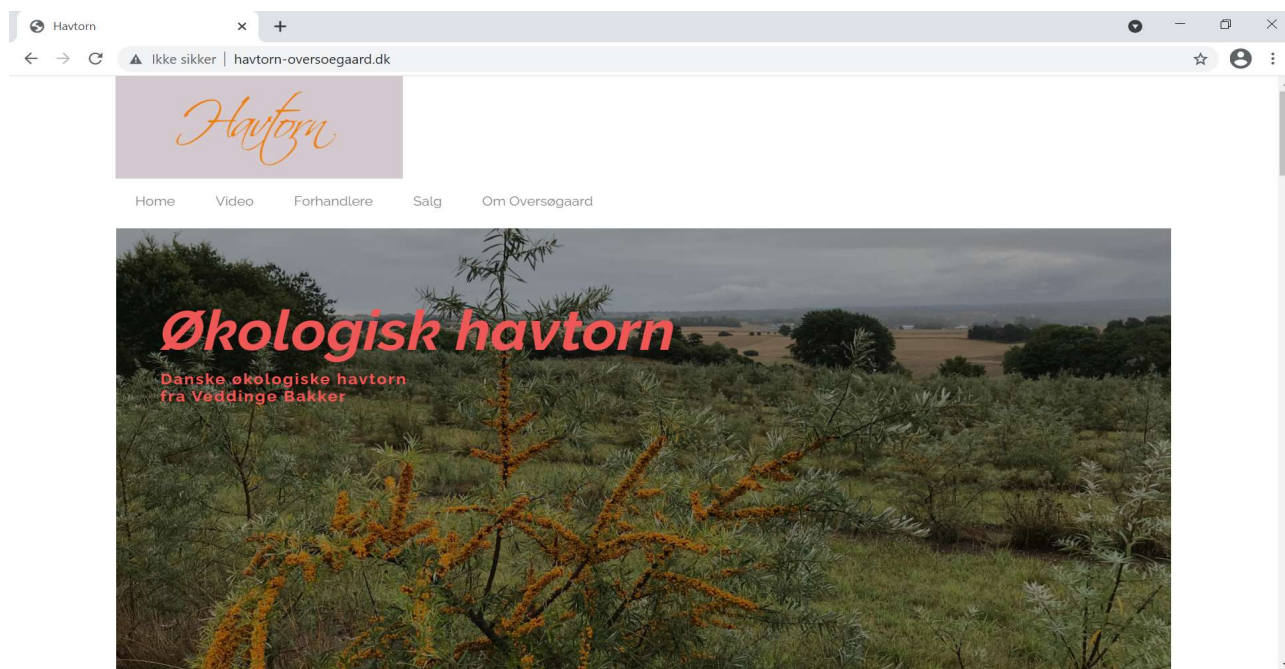 Havtorn
Ikke sikker | havtorn-oversoegaard.dk
Havtorn
Home Video Forhandlere Salg Om Oversøgaard
Økologisk havtorn
Danske økologiske havtorn
fra Veddinge Bakker